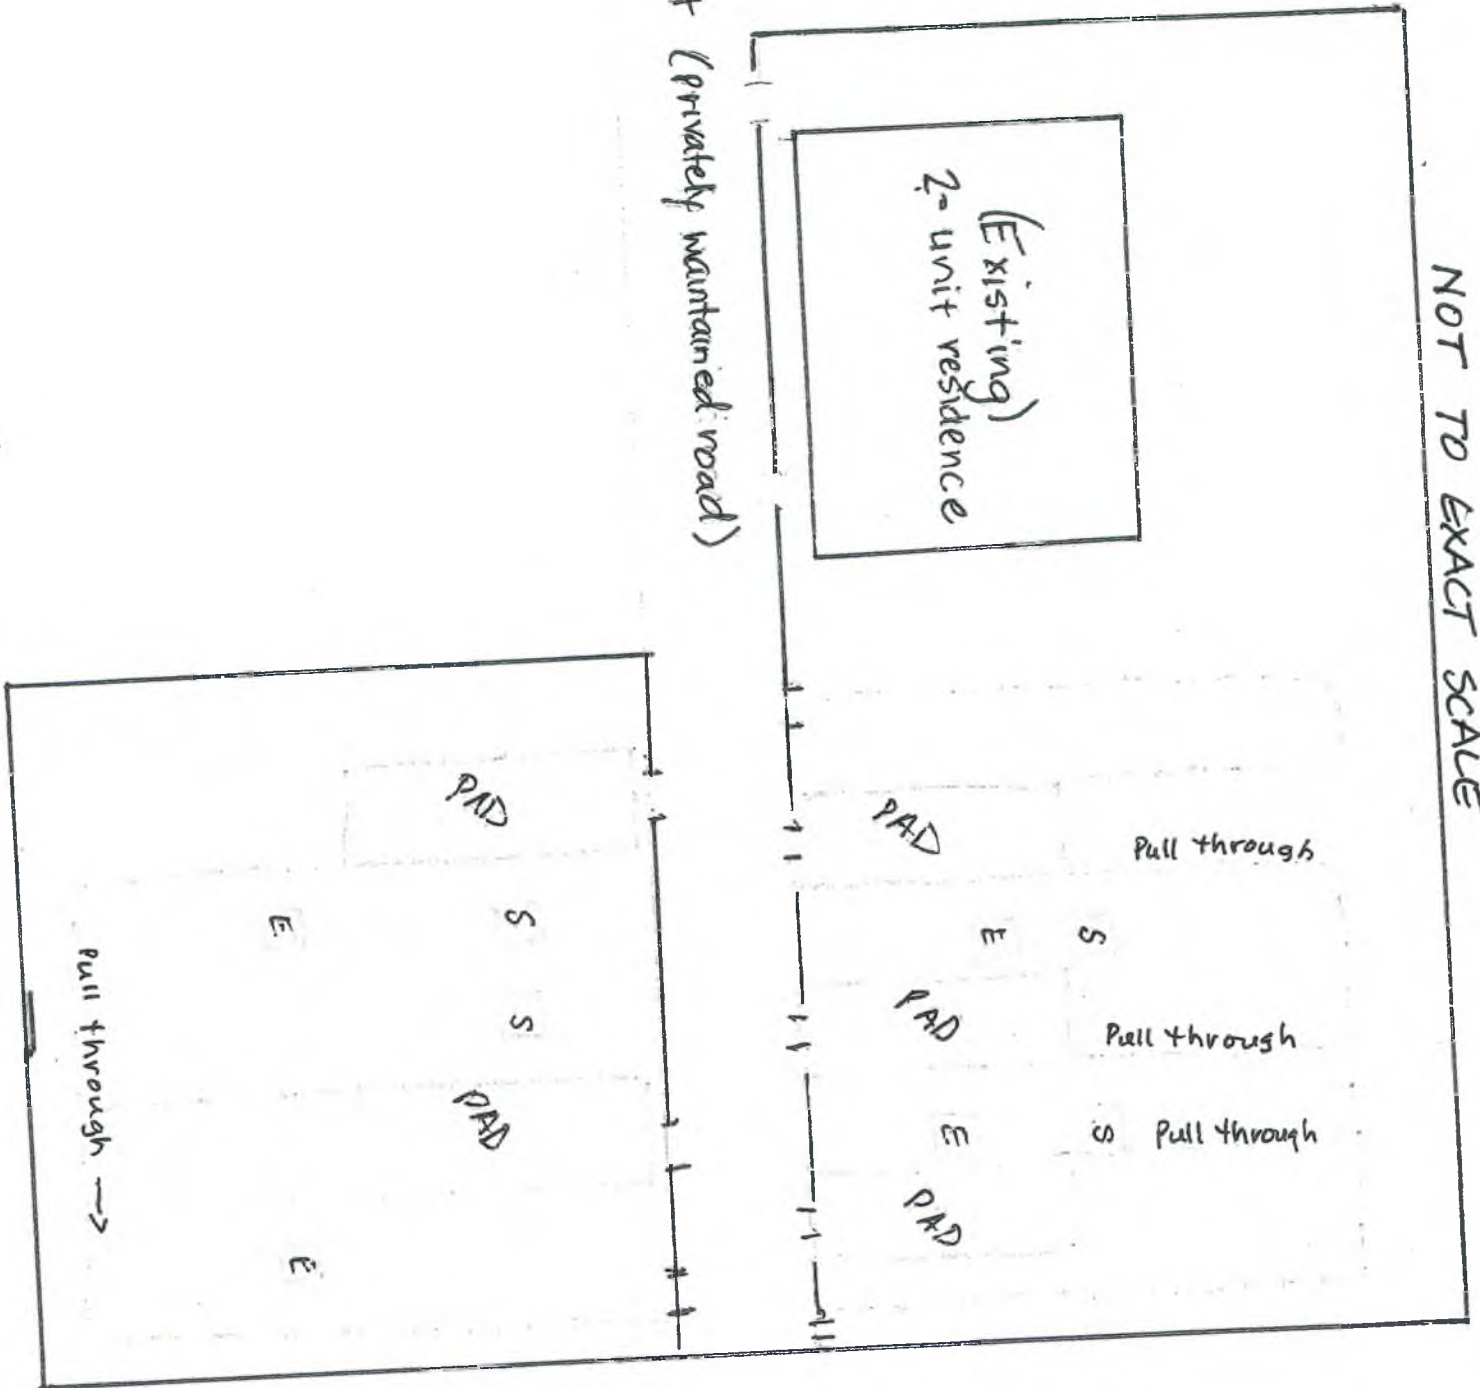 NOT TO EXACT SCALE
(Existing)
2-unit residence
(privately maintained road)
PAD
Pull through
E
S
PAD
Pull through
E
S
Pull through
PAD
PAD
S
E
S
PAD
E
Pull through →